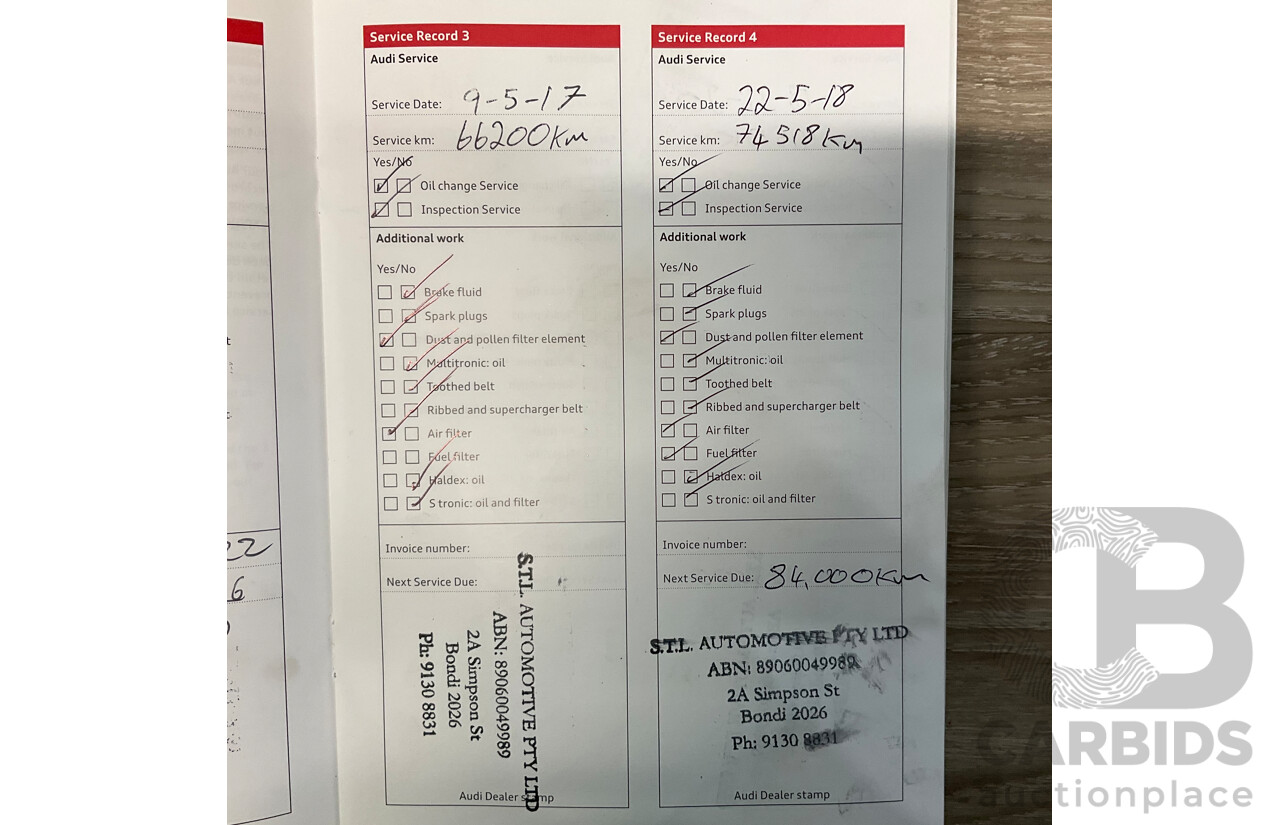 22
6
Service Record 3
Audi Service
Service Date: 9-5-17
Service km: 66200Km
Yes/No
Oil change Service
Inspection Service
Additional work
Yes/No
Brake fluid
Spark plugs
Dust and pollen filter element
Multitronic: oil
Toothed belt
Ribbed and supercharger belt
Air filter
Fuel filter
Haldex: oil
S tronic: oil and filter
Invoice number:
Next Service Due:
S.T.L. AUTOMOTIVE PTY LTD
ABN: 89060049989
2A Simpson St
Bondi 2026
Ph: 9130 8831
Audi Dealer stamp
Service Record 4
Audi Service
Service Date: 22-5-18
Service km: 74518Km
Yes/No
Oil change Service
Inspection Service
Additional work
Yes/No
Brake fluid
Spark plugs
Dust and pollen filter element
Multitronic: oil
Toothed belt
Ribbed and supercharger belt
Air filter
Fuel filter
Haldex: oil
S tronic: oil and filter
Invoice number:
Next Service Due: 84,000Km
S.T.L. AUTOMOTIVE PTY LTD
ABN: 89060049989
2A Simpson St
Bondi 2026
Ph: 9130 8831
Audi Dealer stamp
B
CARBIDS
auctionplace